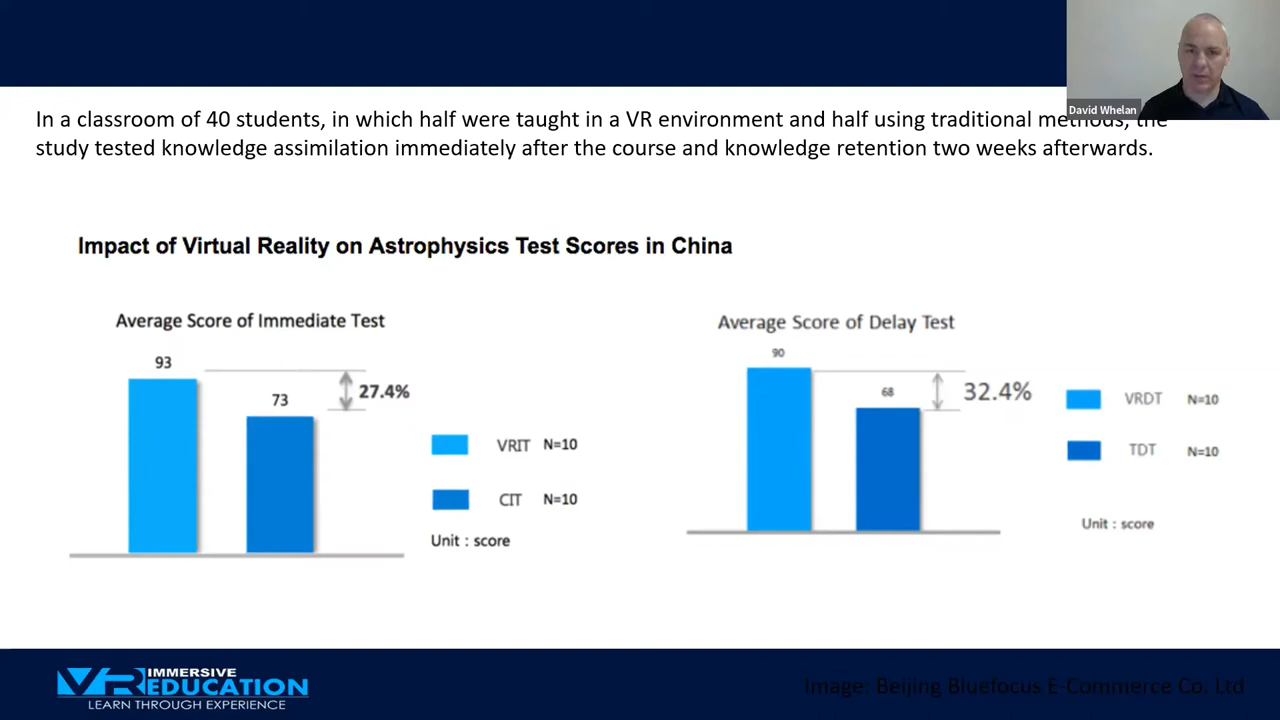 David Whelan
In a classroom of 40 students, in which half were taught in a VR environment and half using traditional methods, the
study tested knowledge assimilation immediately after the course and knowledge retention two weeks afterwards.
Impact of Virtual Reality on Astrophysics Test Scores in China
Average Score of Immediate Test
93
73
27.4%
VRIT N=10
CIT N=10
Unit : score
Average Score of Delay Test
90
68
32.4%
VRDT N=10
TDT N=10
Unit : score
VR IMMERSIVE
EDUCATION
LEARN THROUGH EXPERIENCE
Image: Beijing Bluefocus E-Commerce Co. Ltd